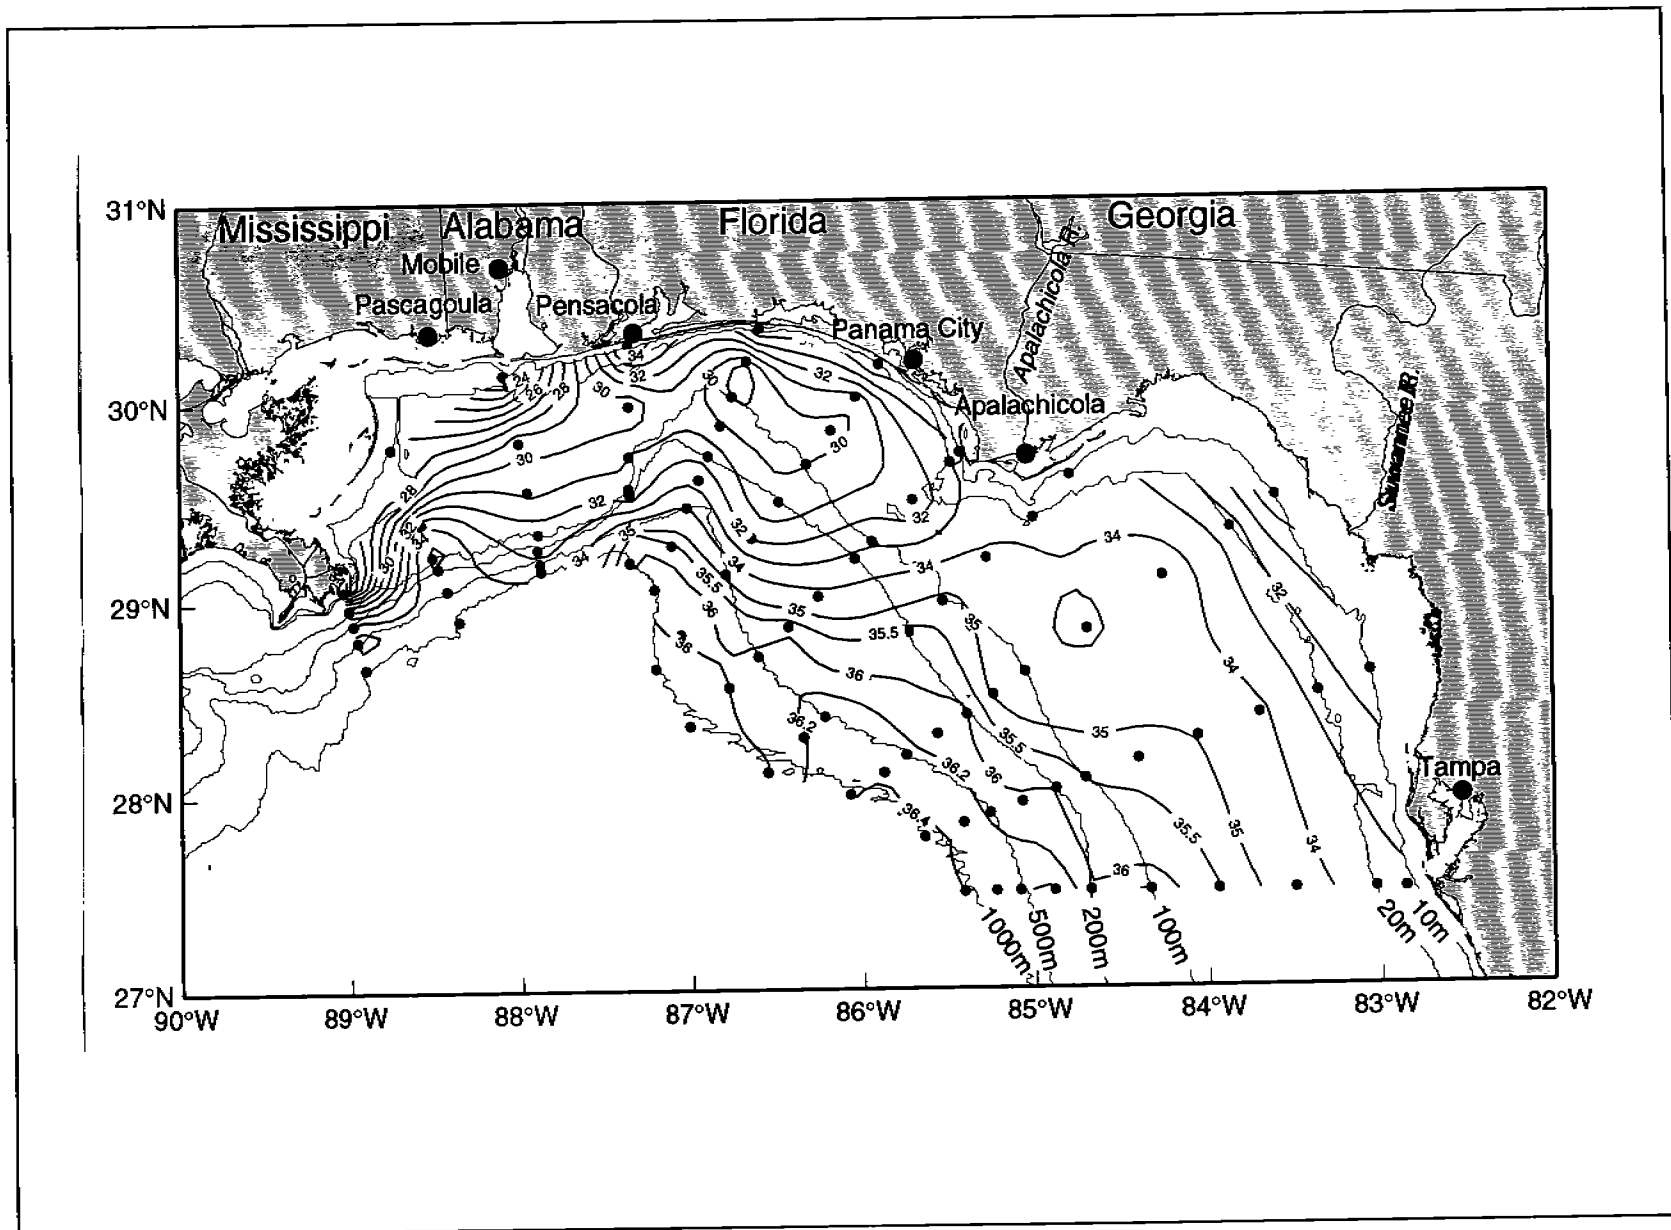 31°N
Mississippi
Alabama
Florida
Georgia
Mobile
Apalachicola R.
Pascagoula
Pensacola
Panama City
34
32
24
26
28
30
30
32
30°N
Apalachicola
Suwannee R.
30
30
28
32
32
32
34
35
32
34
34
34
34
30
29°N
35.5
36
35
35
35.5
32
36
36
34
36.2
35
35.5
36.2
36
Tampa
28°N
36.4
35.5
35
34
36
1000m
500m
200m
100m
20m
10m
27°N
90°W
89°W
88°W
87°W
86°W
85°W
84°W
83°W
82°W